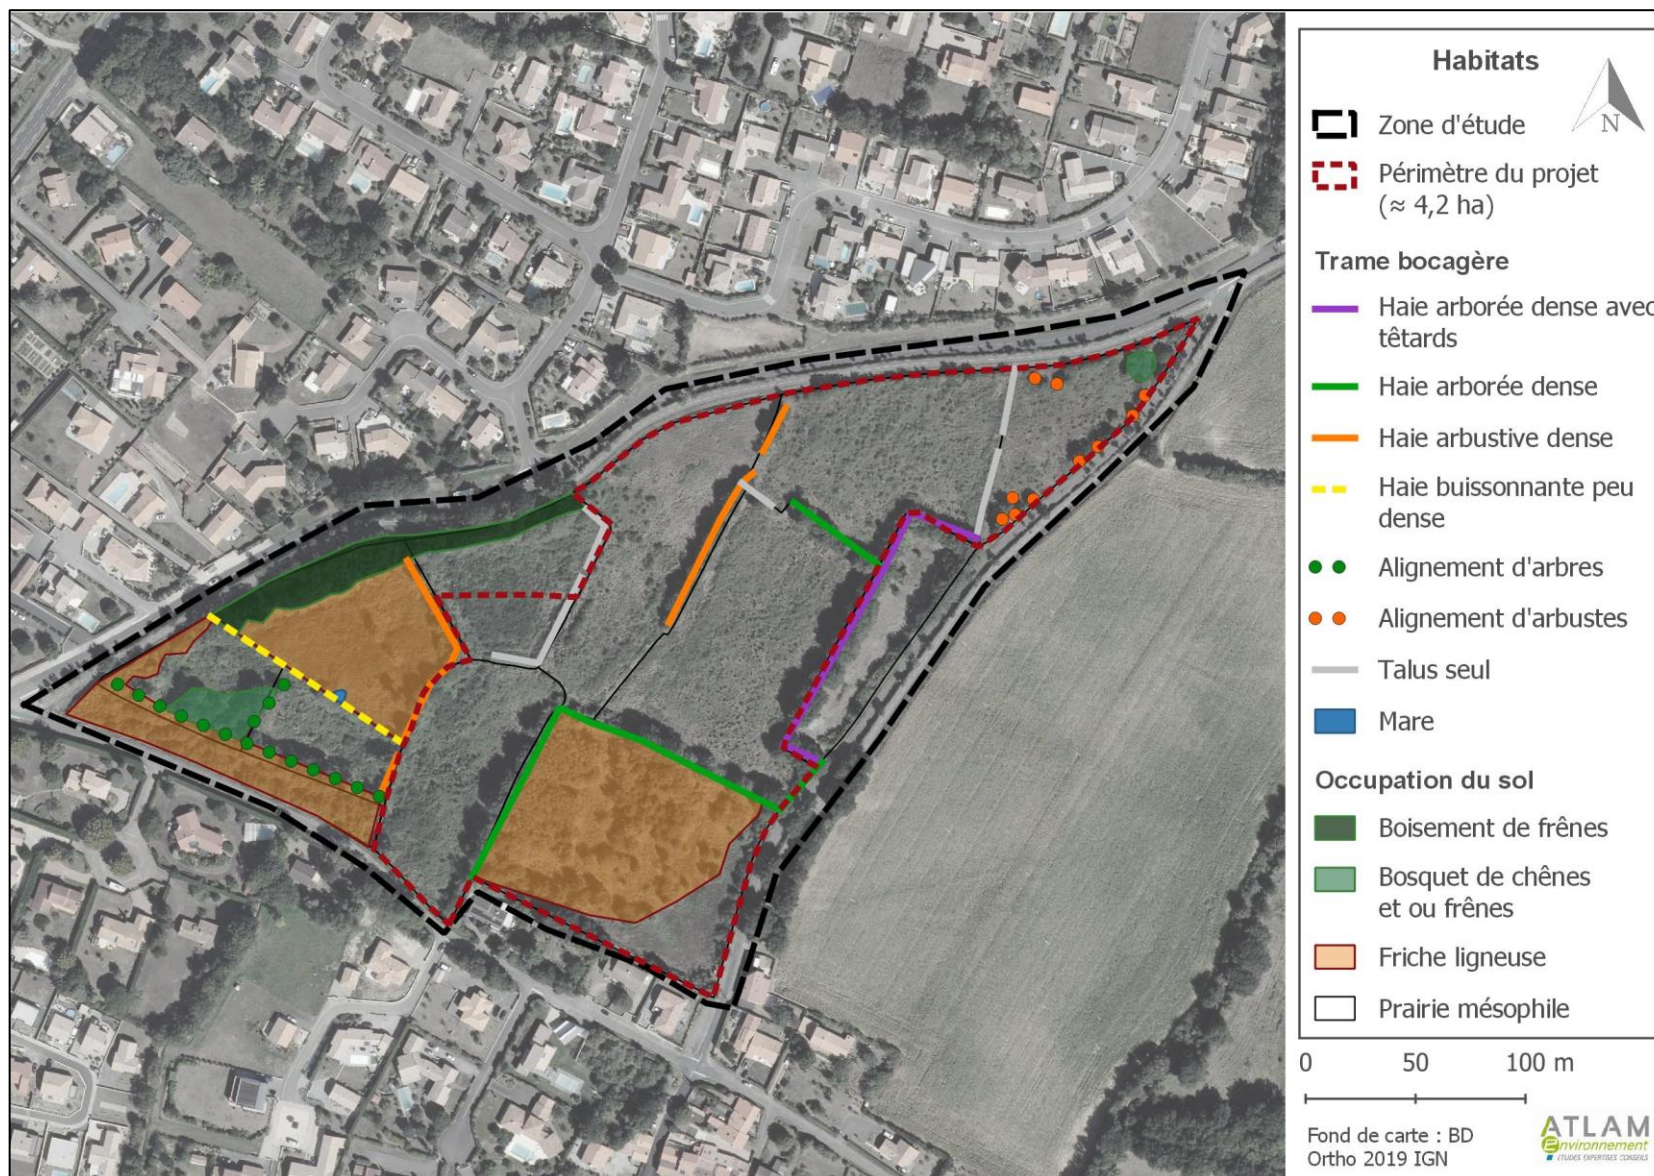 Habitats
N
Zone d'étude
Périmètre du projet
(≈ 4,2 ha)
Trame bocagère
Haie arborée dense avec
têtards
Haie arborée dense
Haie arbustive dense
Haie buissonnante peu
dense
Alignement d'arbres
Alignement d'arbustes
Talus seul
Mare
Occupation du sol
Boisement de frênes
Bosquet de chênes
et ou frênes
Friche ligneuse
Prairie mésophile
0 50 100 m
Fond de carte : BD
Ortho 2019 IGN
ATLAM
Environnement
ETUDES EXPERTISES CONSEILS